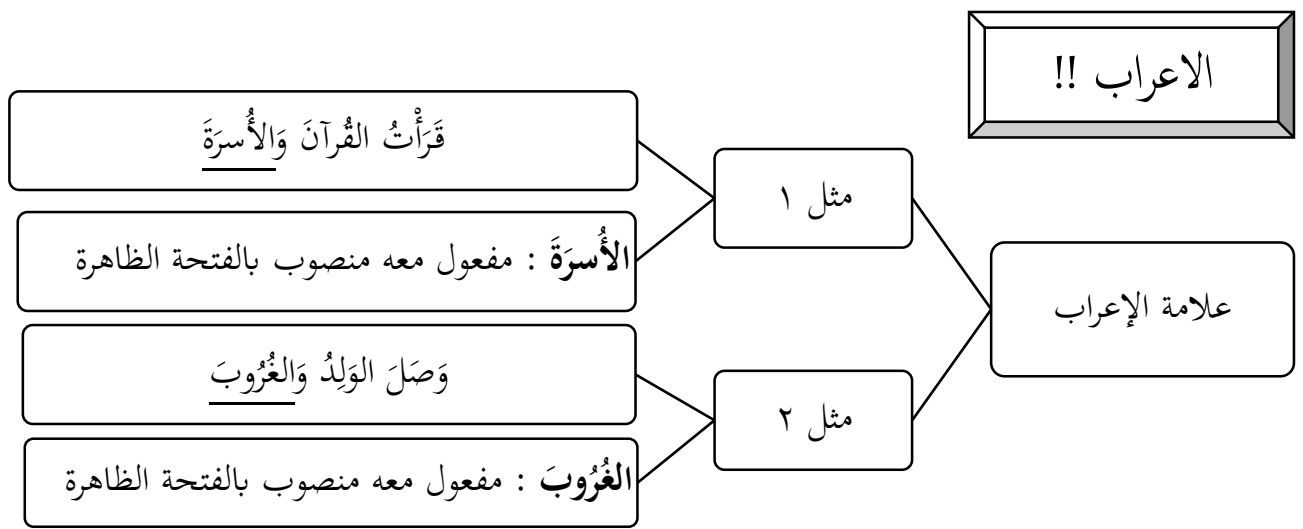 الاعراب !!
علامة الإعراب
مثل ١
قَرَأْتُ القُرآنَ وَالأُسرَةَ
الأُسرَةَ : مفعول معه منصوب بالفتحة الظاهرة
مثل ٢
وَصَلَ الوَلِدُ وَالغُرُوبَ
الغُرُوبَ : مفعول معه منصوب بالفتحة الظاهرة